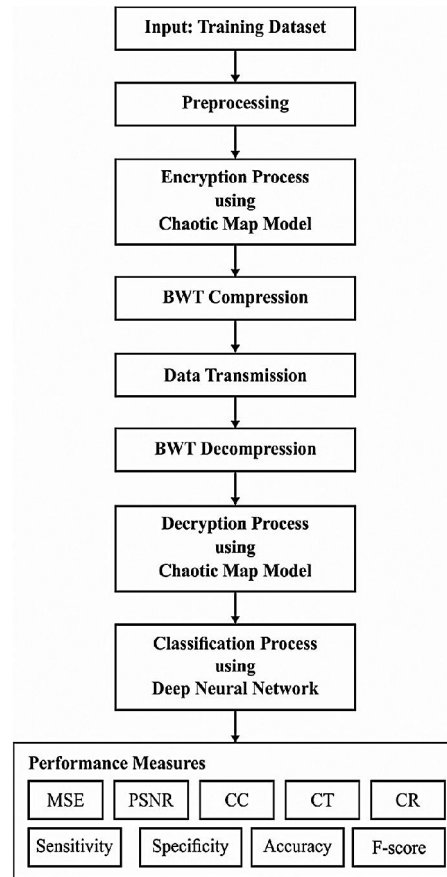 Input: Training Dataset
Preprocessing
Encryption Process
using
Chaotic Map Model
BWT Compression
Data Transmission
BWT Decompression
Decryption Process
using
Chaotic Map Model
Classification Process
using
Deep Neural Network
Performance Measures
MSE PSNR CC CT CR
Sensitivity Specificity Accuracy F-score